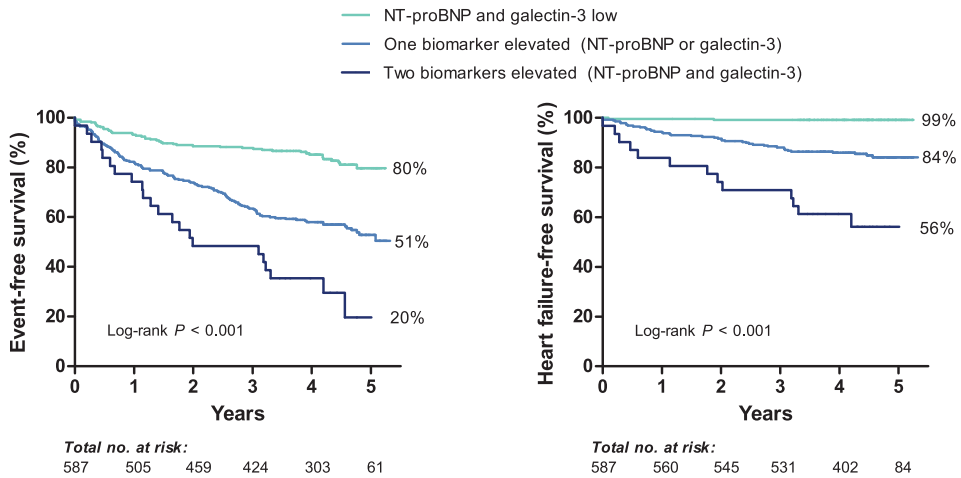 NT-proBNP and galectin-3 low
One biomarker elevated (NT-proBNP or galectin-3)
Two biomarkers elevated (NT-proBNP and galectin-3)
Event-free survival (%)
100
80
60
40
20
0
80%
51%
20%
Log-rank P < 0.001
0 1 2 3 4 5
Years
Total no. at risk:
587 505 459 424 303 61
Heart failure-free survival (%)
100
80
60
40
20
0
99%
84%
56%
Log-rank P < 0.001
0 1 2 3 4 5
Years
Total no. at risk:
587 560 545 531 402 84